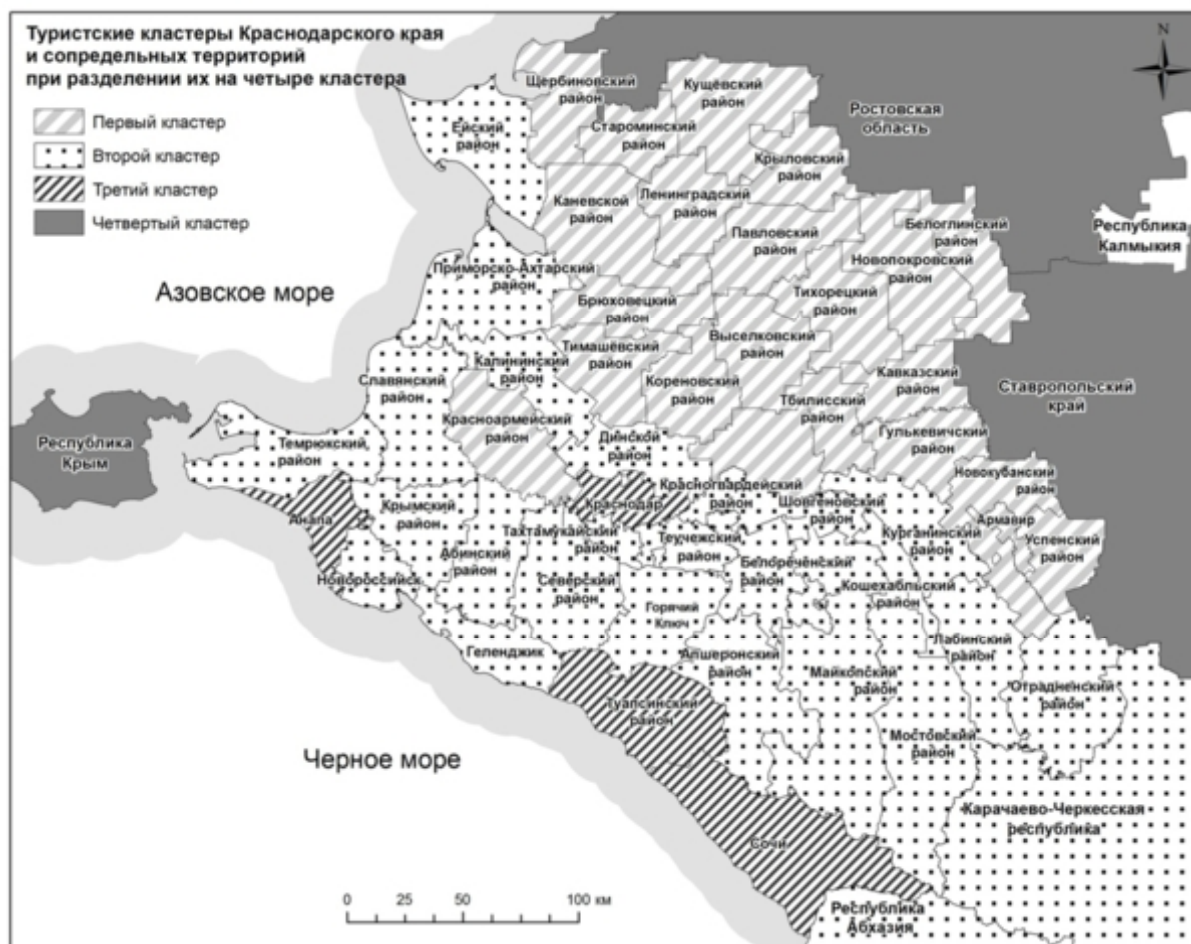 Туристские кластеры Краснодарского края
и сопредельных территорий
при разделении их на четыре кластера
Первый кластер
Второй кластер
Третий кластер
Четвертый кластер
N
Щербиновский
район
Кущёвский
район
Ростовская
область
Ейский
район
Староминский
район
Крыловский
район
Каневской
район
Ленинградский
район
Павловский
район
Белоглинский
район
Республика
Калмыкия
Новопокровский
район
Приморско-Ахтарский
район
Азовское море
Брюховецкий
район
Тихорецкий
район
Выселковский
район
Тимашёвский
район
Калининский
район
Славянский
район
Кореновский
район
Кавказский
район
Ставропольский
край
Тбилисский
район
Красноармейский
район
Гулькевичский
район
Республика
Крым
Темрюкский
район
Динской
район
Новокубанский
район
Красногвардейский
район
Шовгеновский
район
Краснодар
Анапа
Крымский
район
Тахтамукайский
район
Теучежский
район
Курганинский
район
Армавир
Успенский
район
Абинский
район
Белореченский
район
Новороссийск
Северский
район
Кошехабльский
район
Горячий
Ключ
Лабинский
район
Геленджик
Апшеронский
район
Майкопский
район
Отрадненский
район
Туапсинский
район
Мостовский
район
Черное море
Карачаево-Черкесская
республика
Сочи
0 50 100 км
Республика
Абхазия